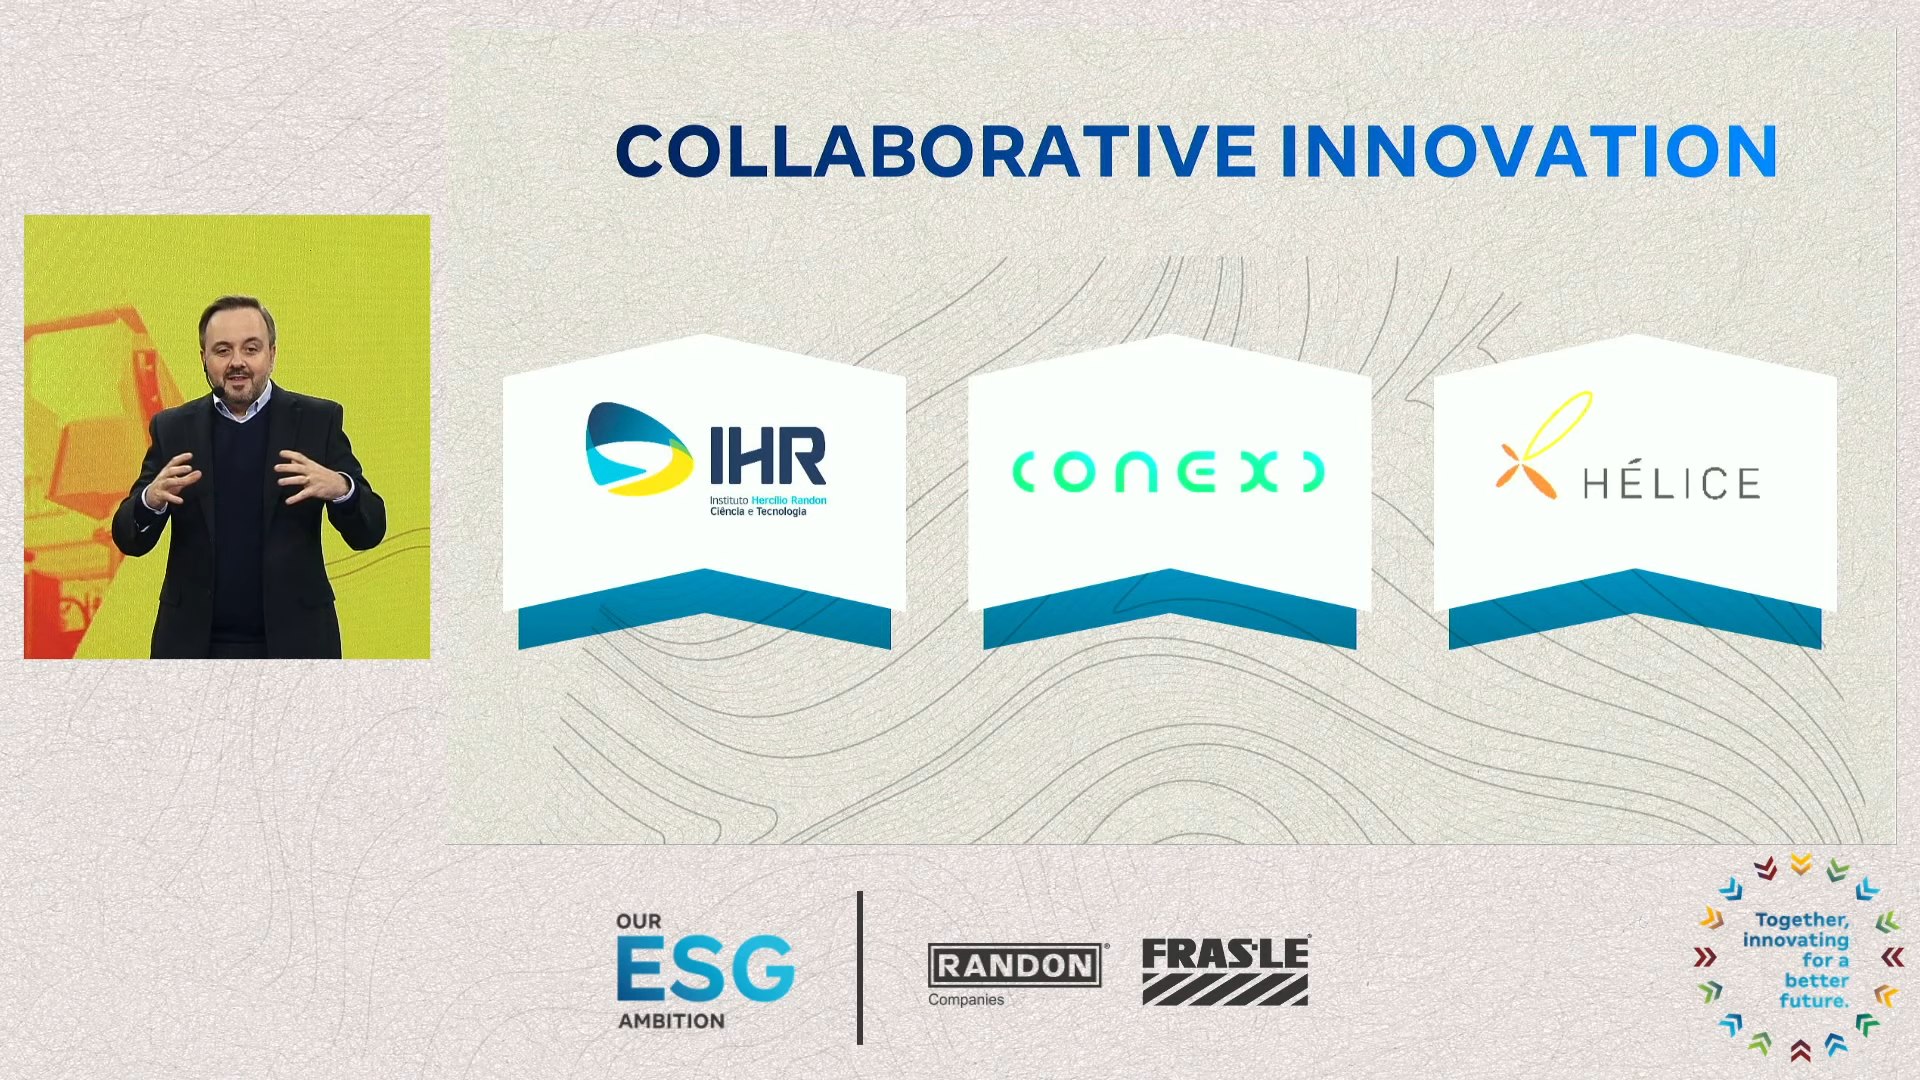 COLLABORATIVE INNOVATION
IHR
Instituto Hercílio Randon
Ciência e Tecnologia
CONEXO
HÉLICE
OUR
ESG
AMBITION
RANDON®
Companies
FRAS-LE®
Together,
innovating
for a
better
future.